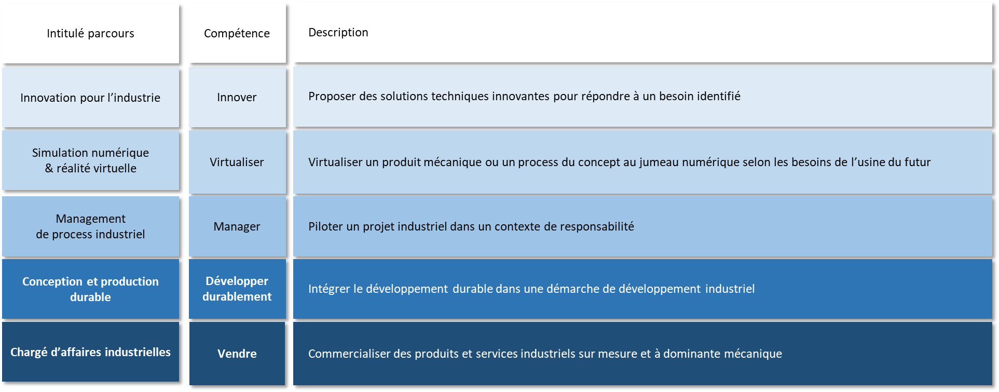 Intitulé parcours
Compétence
Description
Innovation pour l’industrie
Innover
Proposer des solutions techniques innovantes pour répondre à un besoin identifié
Simulation numérique
& réalité virtuelle
Virtualiser
Virtualiser un produit mécanique ou un process du concept au jumeau numérique selon les besoins de l’usine du futur
Management
de process industriel
Manager
Piloter un projet industriel dans un contexte de responsabilité
Conception et production
durable
Développer
durablement
Intégrer le développement durable dans une démarche de développement industriel
Chargé d’affaires industrielles
Vendre
Commercialiser des produits et services industriels sur mesure et à dominante mécanique